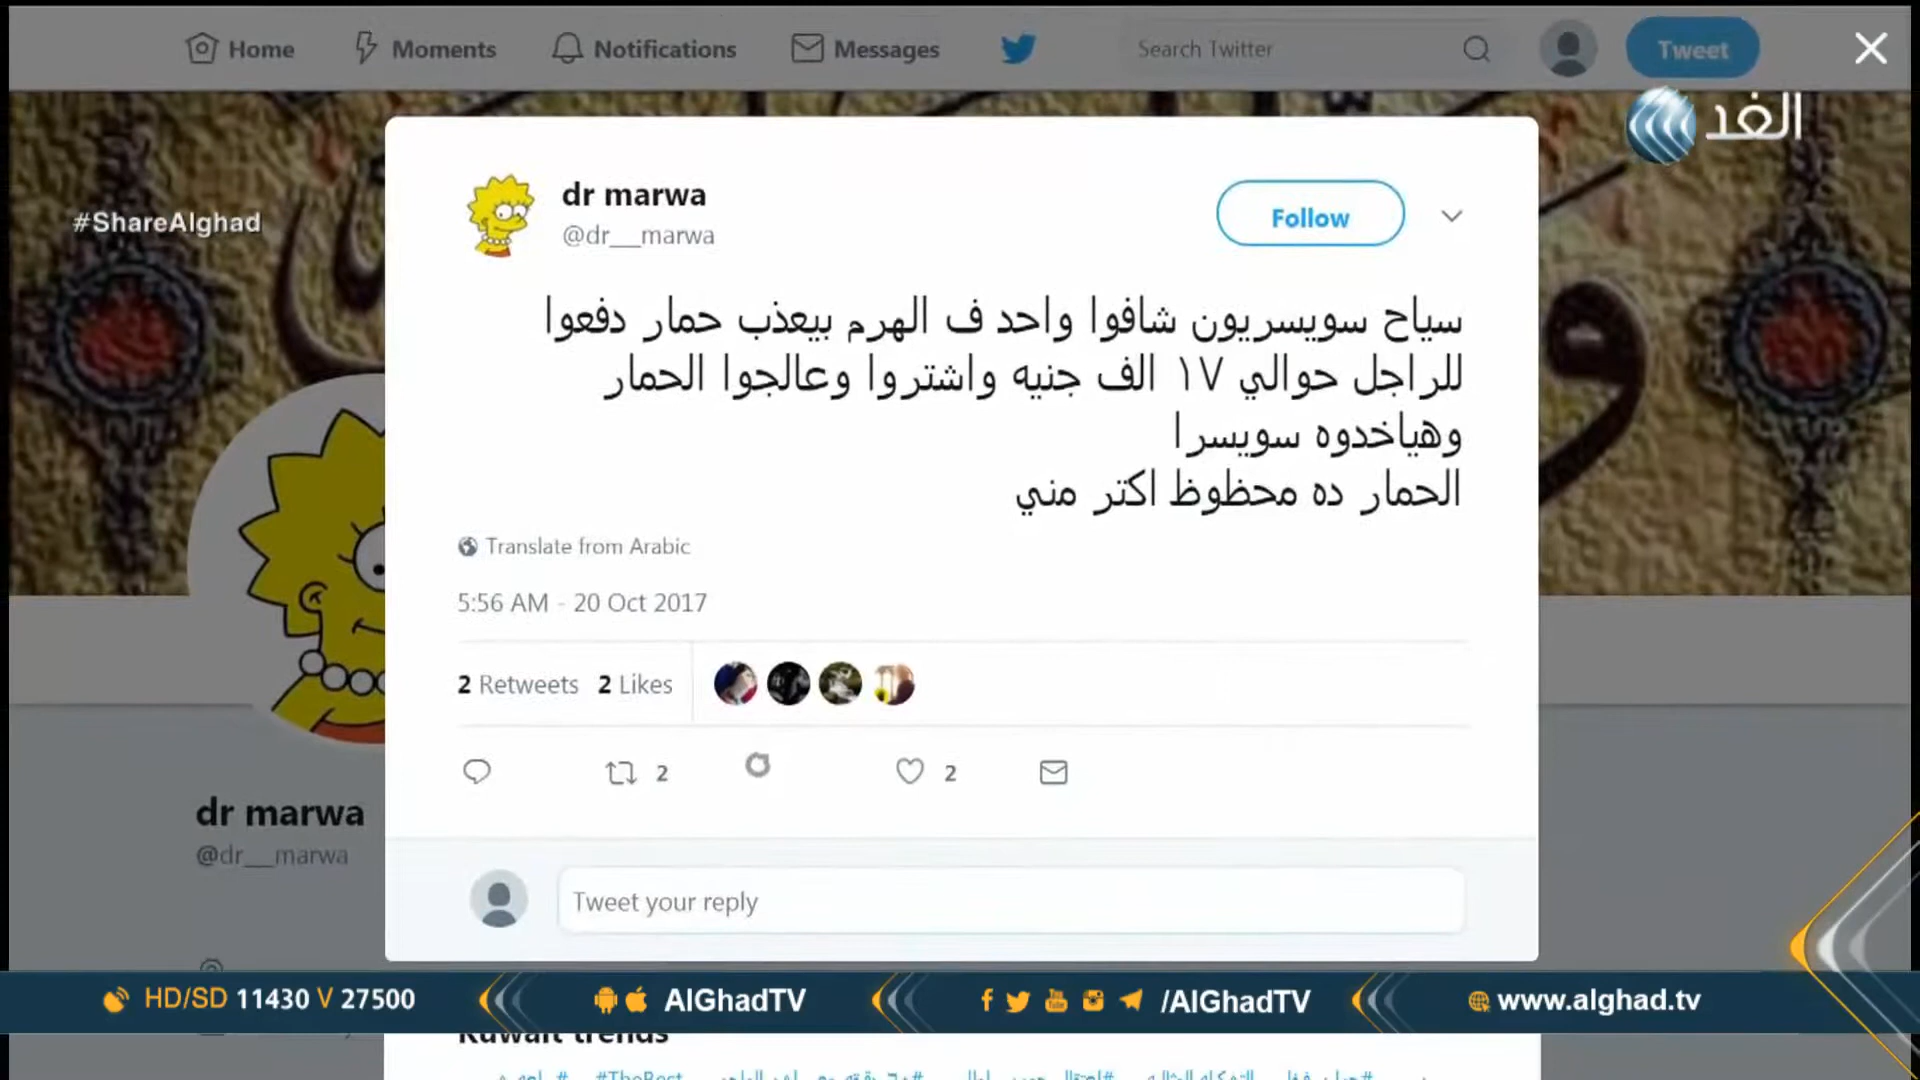 Home
Moments
Notifications
Messages
Search Twitter
Tweet
الغد
#ShareAlghad
dr marwa
@dr__marwa
Follow
سياح سويسريون شافوا واحد ف الهرم بيعذب حمار دفعوا
للراجل حوالي ١٧ الف جنيه واشتروا وعالجوا الحمار
وهياخدوه سويسرا
الحمار ده محظوظ اكتر مني
Translate from Arabic
5:56 AM - 20 Oct 2017
2 Retweets 2 Likes
2
2
dr marwa
@dr__marwa
Tweet your reply
HD/SD 11430 V 27500
AlGhadTV
/AlGhadTV
www.alghad.tv
Kuwait trends
#TheBest